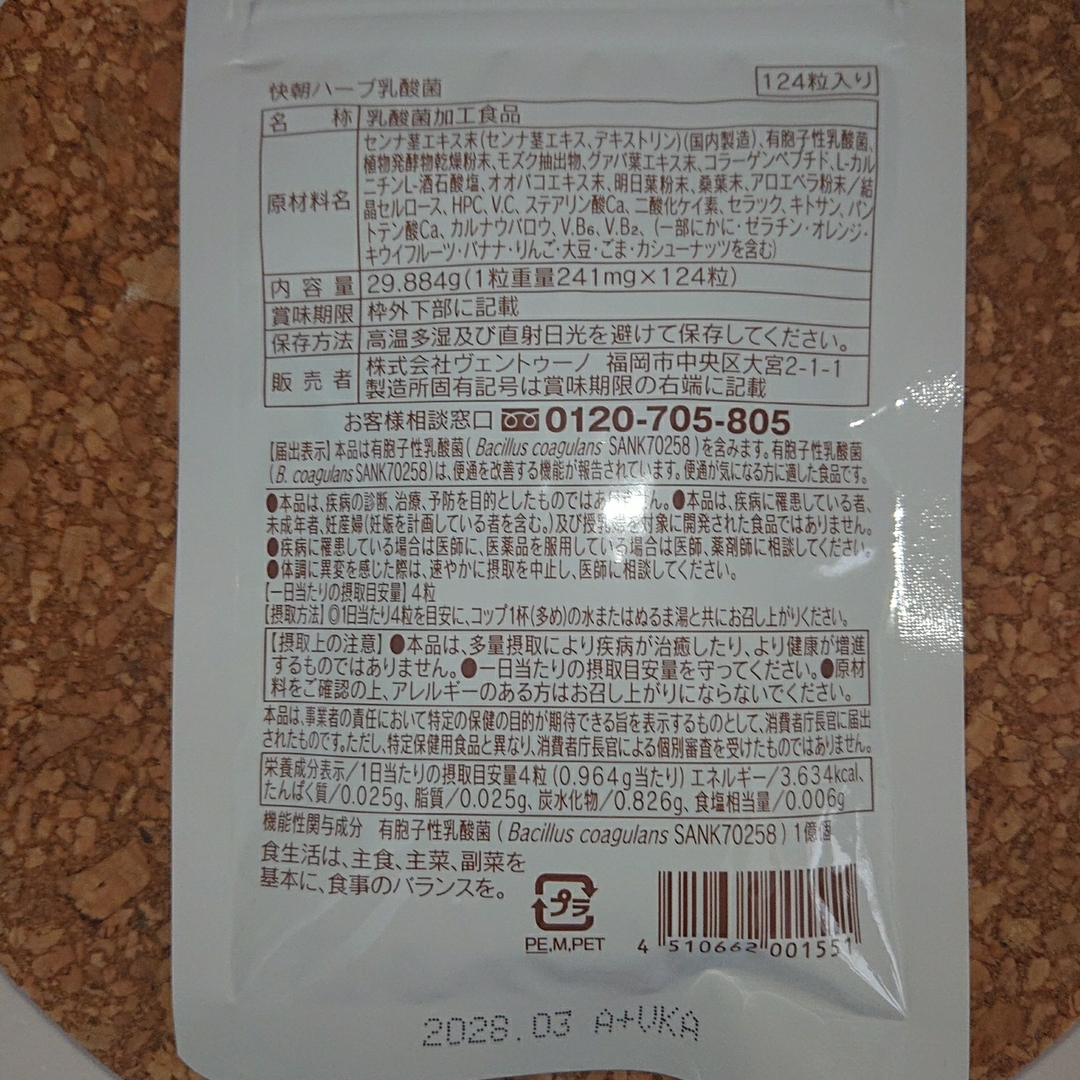 快朝ハーブ乳酸菌
124粒入り
名称 乳酸菌加工食品
原材料名
センナ茎エキス末(センナ茎エキス、デキストリン)(国内製造)、有胞子性乳酸菌、
植物発酵物乾燥粉末、モズク抽出物、グアバ葉エキス末、コラーゲンペプチド、L-カル
ニチンL-酒石酸塩、オオバコエキス末、明日葉粉末、桑葉末、アロエベラ粉末/結
晶セルロース、HPC、V.C、ステアリン酸Ca、二酸化ケイ素、セラック、キトサン、パン
トテン酸Ca、カルナウバロウ、V.B₆、V.B₂、(一部にかに・ゼラチン・オレンジ・
キウイフルーツ・バナナ・りんご・大豆・ごま・カシューナッツを含む)
内容量 29.884g(1粒重量241mg×124粒)
賞味期限 枠外下部に記載
保存方法 高温多湿及び直射日光を避けて保存してください。
販売者
株式会社ヴェントゥーノ 福岡市中央区大宮2-1-1
製造所固有記号は賞味期限の右端に記載
お客様相談窓口 0120-705-805
【届出表示】本品は有胞子性乳酸菌(Bacillus coagulans SANK70258)を含みます。有胞子性乳酸菌
(B. coagulans SANK70258)は、便通を改善する機能が報告されています。便通が気になる方に適した食品です。
●本品は、疾病の診断、治療、予防を目的としたものではありません。●本品は、疾病に罹患している者、
未成年者、妊産婦(妊娠を計画している者を含む。)及び授乳婦を対象に開発された食品ではありません。
●疾病に罹患している場合は医師に、医薬品を服用している場合は医師、薬剤師に相談してください。
●体調に異変を感じた際は、速やかに摂取を中止し、医師に相談してください。
【一日当たりの摂取目安量】4粒
【摂取方法】◎1日当たり4粒を目安に、コップ1杯(多め)の水またはぬるま湯と共にお召し上がりください。
【摂取上の注意】●本品は、多量摂取により疾病が治癒したり、より健康が増進
するものではありません。●一日当たりの摂取目安量を守ってください。●原材
料をご確認の上、アレルギーのある方はお召し上がりにならないでください。
本品は、事業者の責任において特定の保健の目的が期待できる旨を表示するものとして、消費者庁長官に届出
されたものです。ただし、特定保健用食品と異なり、消費者庁長官による個別審査を受けたものではありません。
栄養成分表示/1日当たりの摂取目安量4粒(0.964g当たり) エネルギー/3.634kcal、
たんぱく質/0.025g、脂質/0.025g、炭水化物/0.826g、食塩相当量/0.006g
機能性関与成分 有胞子性乳酸菌(Bacillus coagulans SANK70258)1億個
食生活は、主食、主菜、副菜を
基本に、食事のバランスを。
プラ
PE,M,PET
4 510662 001551
2028.03 A+VKA